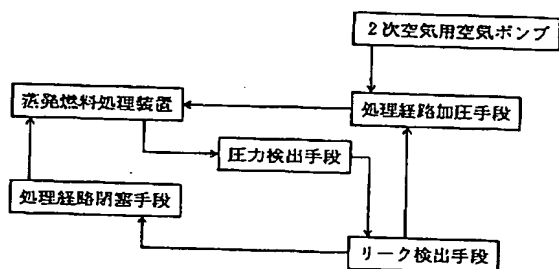 2次空気用空気ポンプ
蒸発燃料処理装置
処理経路加圧手段
圧力検出手段
処理経路閉塞手段
リーク検出手段